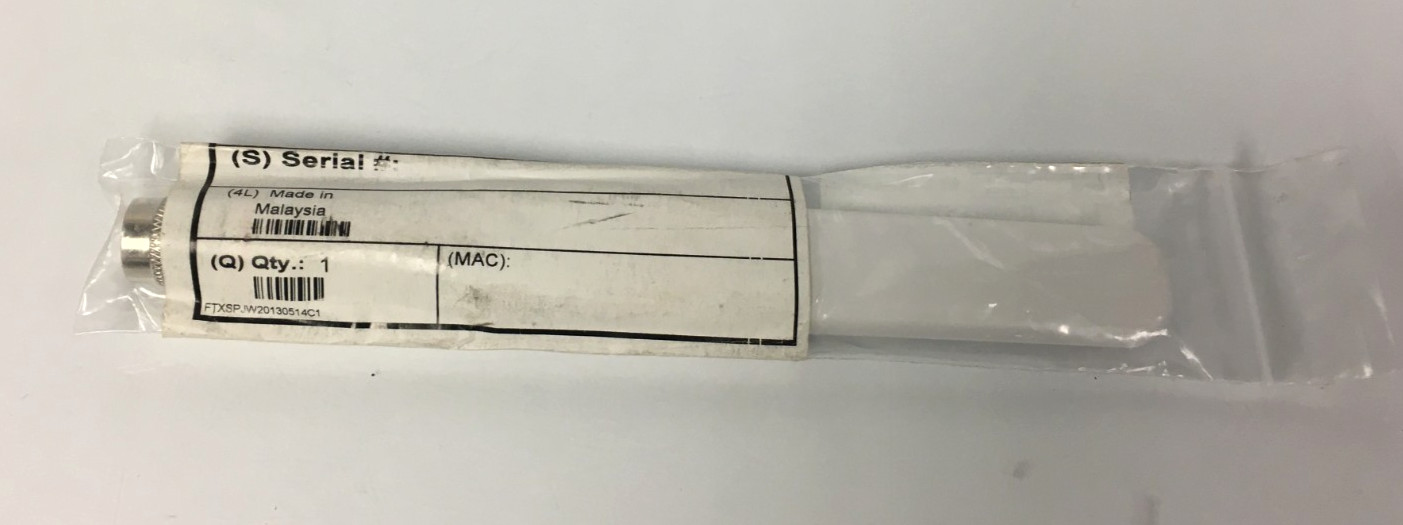 (S) Serial #:
(4L) Made in
Malaysia
(Q) Qty.: 1
(MAC):
FTXSPJW20130514C1